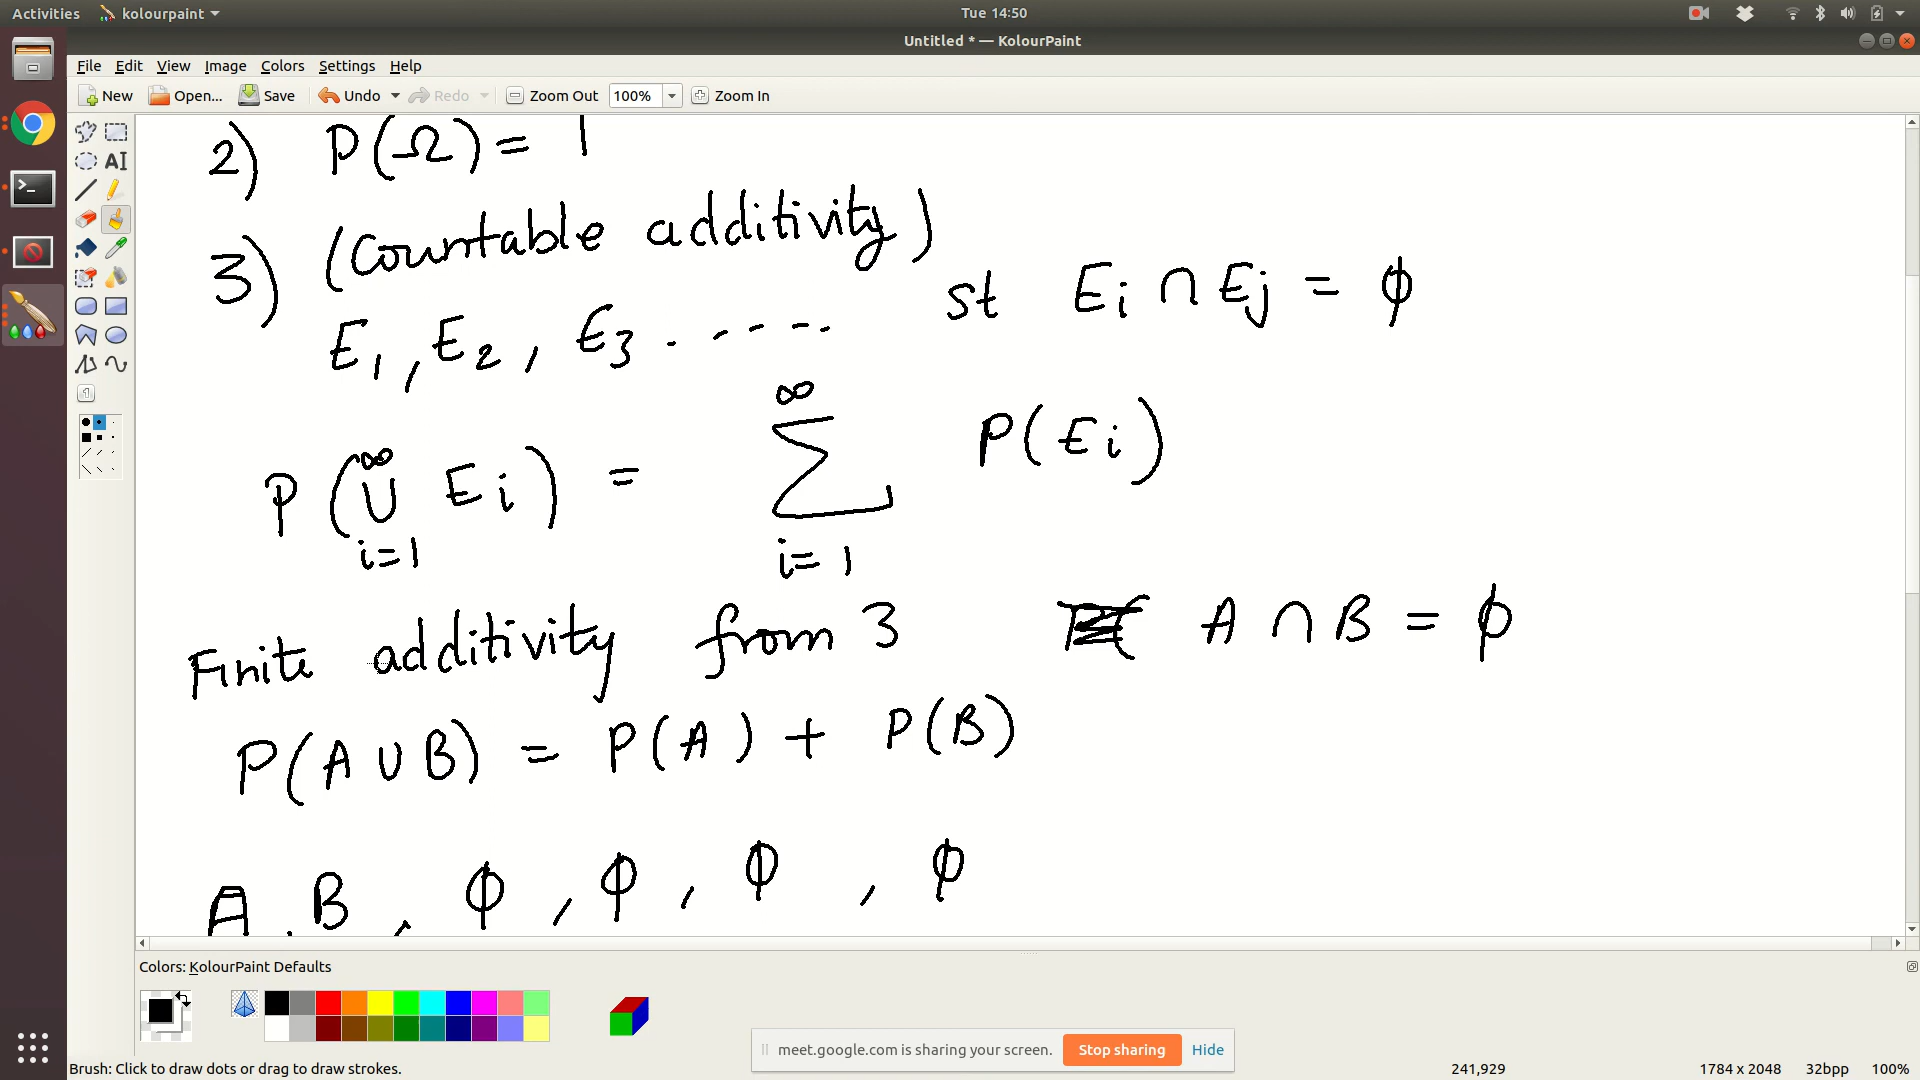 Activities kolourpaint Tue 14:50
Untitled * — KolourPaint
File Edit View Image Colors Settings Help
New Open... Save Undo Redo Zoom Out 100% Zoom In
2) P(Ω) = 1
3) (Countable additivity)
E1, E2, E3 . - - - - - st Ei ∩ Ej = ϕ
P(∞ ∪ i=1 Ei) = ∞ ∑ i=1 P(Ei)
Finite additivity from 3 A ∩ B = ϕ
P(A ∪ B) = P(A) + P(B)
A, B, ϕ, ϕ, ϕ, ϕ
Colors: KolourPaint Defaults
meet.google.com is sharing your screen. Stop sharing Hide
Brush: Click to draw dots or drag to draw strokes. 241,929 1784 x 2048 32bpp 100%